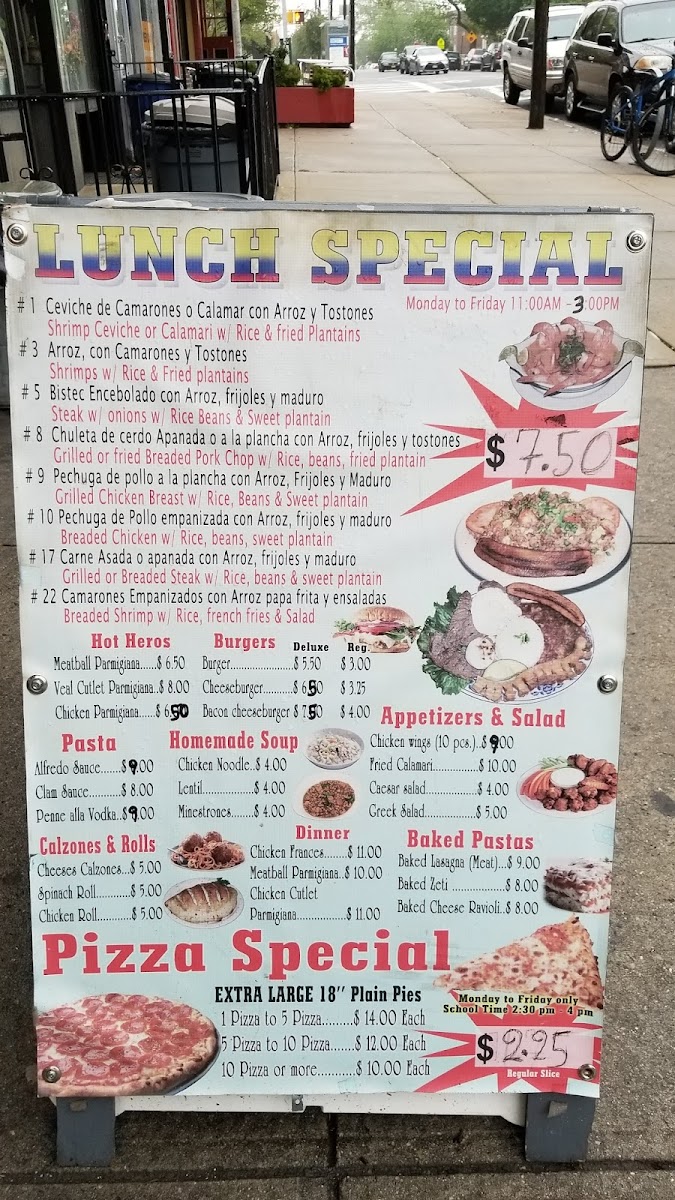 LUNCH SPECIAL
Monday to Friday 11:00AM - 3:00PM
# 1 Ceviche de Camarones o Calamar con Arroz y Tostones
Shrimp Ceviche or Calamari w/ Rice & fried Plantains
# 3 Arroz, con Camarones y Tostones
Shrimps w/ Rice & Fried plantains
# 5 Bistec Encebolado con Arroz, frijoles y maduro
Steak w/ onions w/ Rice Beans & Sweet plantain
# 8 Chuleta de cerdo Apanada o a la plancha con Arroz, frijoles y tostones
Grilled or fried Breaded Pork Chop w/ Rice, beans, fried plantain
$7.50
# 9 Pechuga de pollo a la plancha con Arroz, Frijoles y Maduro
Grilled Chicken Breast w/ Rice, Beans & Sweet plantain
# 10 Pechuga de Pollo empanizada con Arroz, frijoles y maduro
Breaded Chicken w/ Rice, beans, sweet plantain
# 17 Carne Asada o apanada con Arroz, frijoles y maduro
Grilled or Breaded Steak w/ Rice, beans & sweet plantain
# 22 Camarones Empanizados con Arroz papa frita y ensaladas
Breaded Shrimp w/ Rice, french fries & Salad
Hot Heros
Meatball Parmigiana.....$ 6.50
Veal Cutlet Parmigiana..$ 8.00
Chicken Parmigiana.....$ 6.50
Burgers Deluxe Reg.
Burger......................$ 5.50 $ 3.00
Cheeseburger..........$ 6.50 $ 3.25
Bacon cheeseburger $ 7.50 $ 4.00
Pasta
Alfredo Sauce.......$ 9.00
Clam Sauce..........$ 8.00
Penne alla Vodka..$ 9.00
Homemade Soup
Chicken Noodle..$ 4.00
Lentil..................$ 4.00
Minestrones........$ 4.00
Appetizers & Salad
Chicken wings (10 pcs.)..$ 9.00
Fried Calamari.............$ 10.00
Caesar salad................$ 4.00
Greek Salad................$ 5.00
Calzones & Rolls
Cheeses Calzones...$ 5.00
Spinach Roll...........$ 5.00
Chicken Roll...........$ 5.00
Dinner
Chicken Frances........$ 11.00
Meatball Parmigiana..$ 10.00
Chicken Cutlet
Parmigiana................$ 11.00
Baked Pastas
Baked Lasagna (Meat)...$ 9.00
Baked Zeti ...............$ 8.00
Baked Cheese Ravioli..$ 8.00
Pizza Special
EXTRA LARGE 18" Plain Pies
1 Pizza to 5 Pizza.........$ 14.00 Each
5 Pizza to 10 Pizza.......$ 12.00 Each
10 Pizza or more..........$ 10.00 Each
Monday to Friday only
School Time 2:30 pm - 4 pm
$2.25
Regular Slice